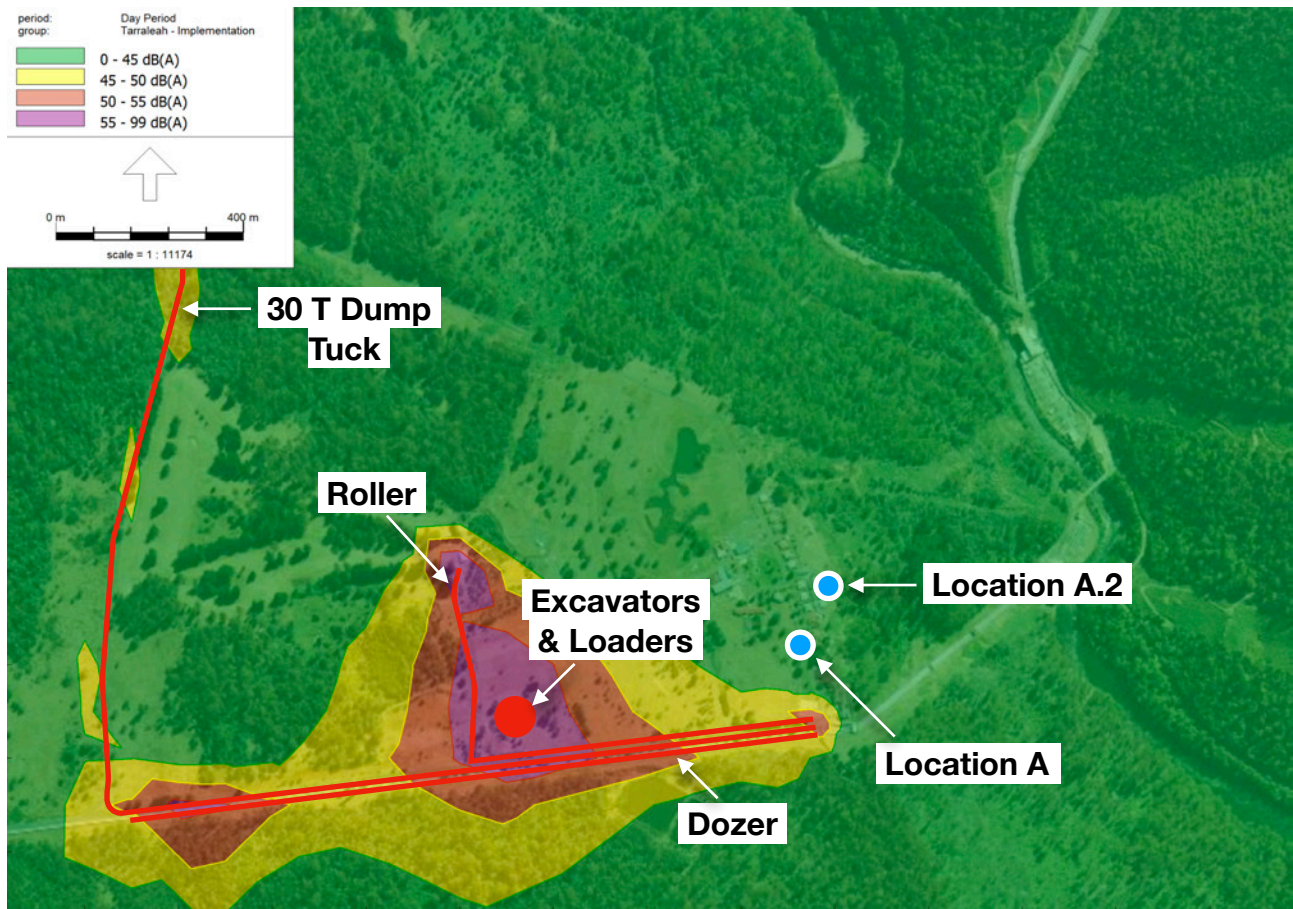 period: Day Period
group: Tarraleah - Implementation
0 - 45 dB(A)
45 - 50 dB(A)
50 - 55 dB(A)
55 - 99 dB(A)
0 m 400 m
scale = 1 : 11174
30 T Dump
Tuck
Roller
Excavators
& Loaders
Location A.2
Location A
Dozer